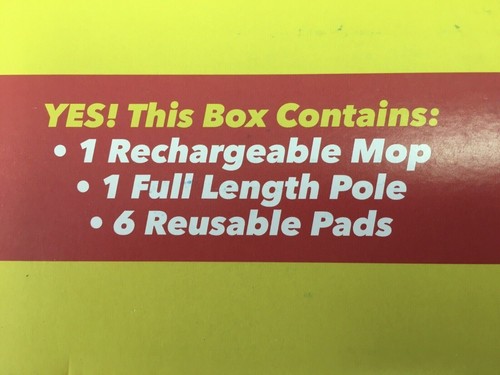 YES! This Box Contains:
• 1 Rechargeable Mop
• 1 Full Length Pole
• 6 Reusable Pads